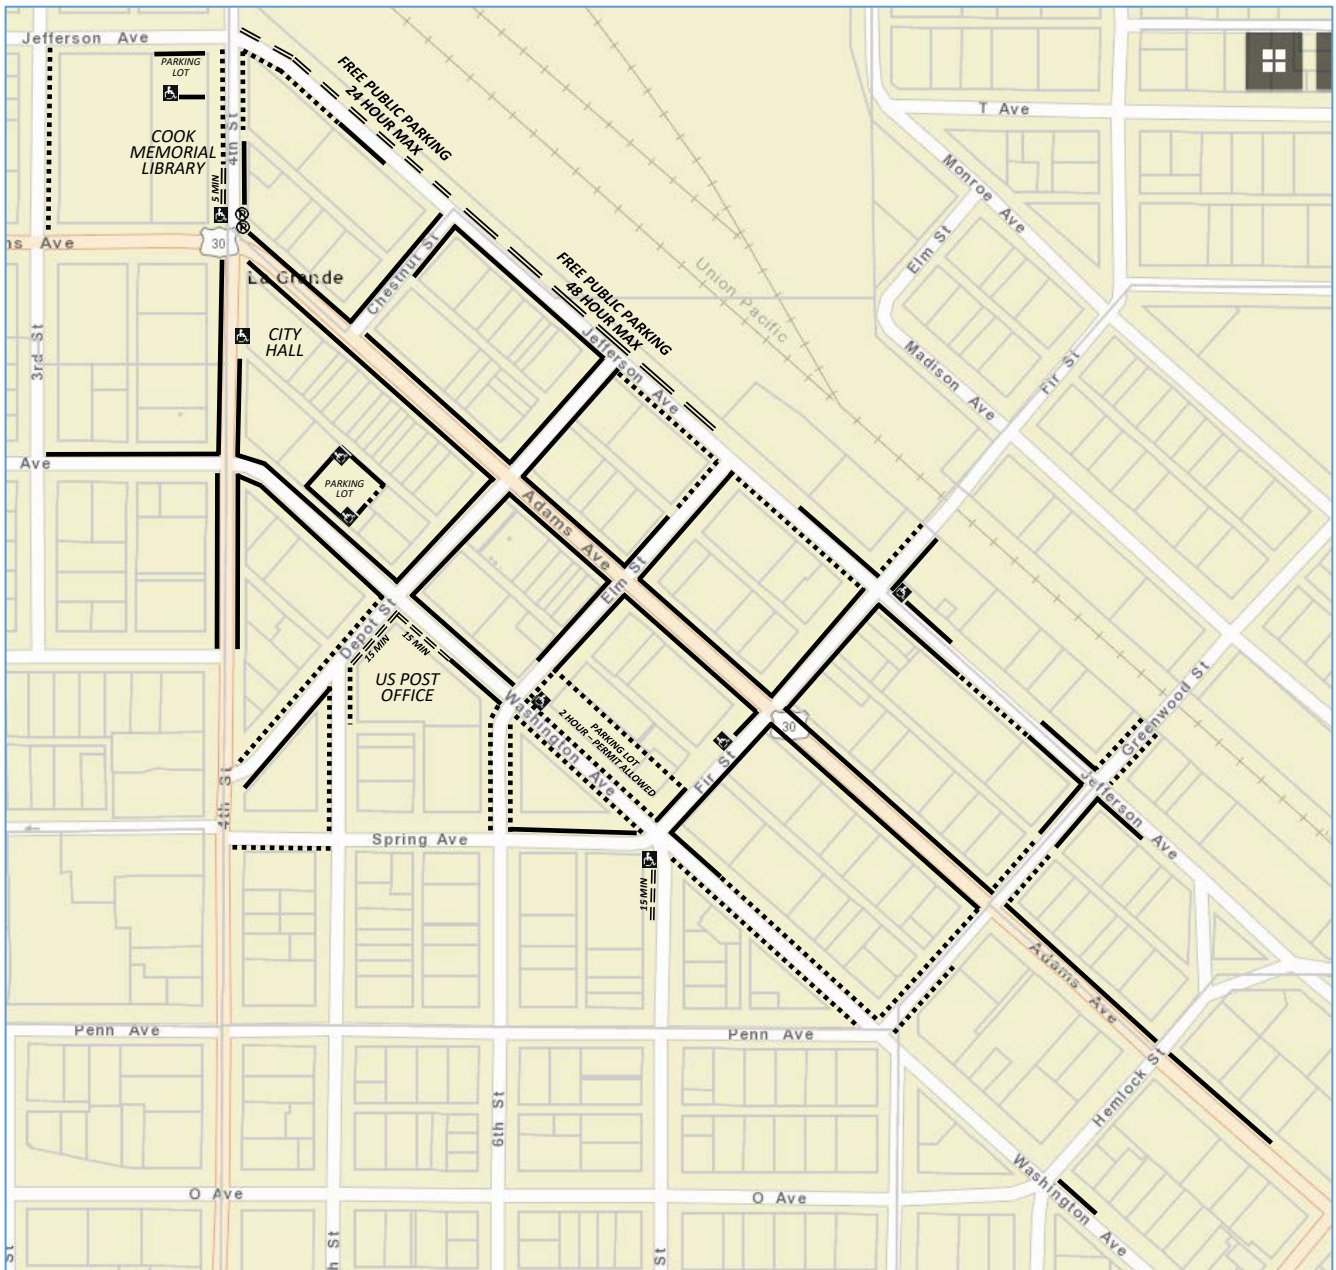 Jefferson Ave
PARKING
LOT
COOK
MEMORIAL
LIBRARY
4th St
5 MIN
FREE PUBLIC PARKING
24 HOUR MAX
T Ave
Monroe Ave
Elm St
ns Ave
30
La Grande
Chestnut St
FREE PUBLIC PARKING
48 HOUR MAX
Union Pacific
Jefferson Ave
CITY
HALL
3rd St
Madison Ave
Fir St
Ave
PARKING
LOT
Adams Ave
Elm St
Depot St
15 MIN
15 MIN
US POST
OFFICE
Washington Ave
PARKING LOT
2 HOUR – PERMIT ALLOWED
30
Fir St
Greenwood St
Jefferson Ave
4th St
Spring Ave
15 MIN
Adams Ave
Penn Ave
Penn Ave
Hemlock St
6th St
O Ave
O Ave
Washington Ave
St
h St
St